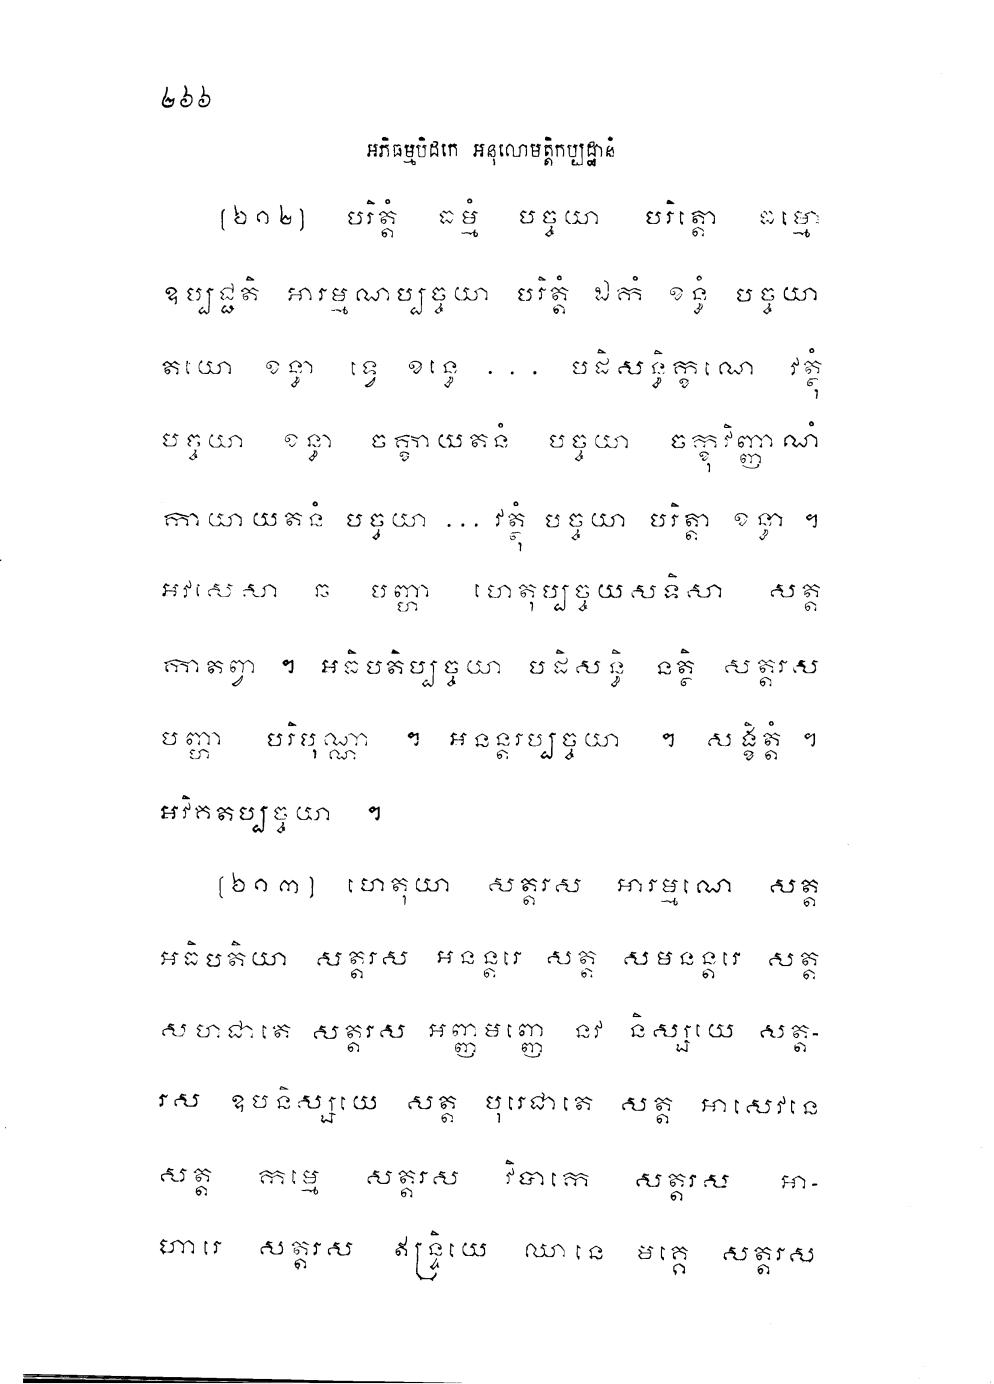 ២៦៦
អភិធម្មបិដកេ អនុលោមត្តិកប្បដ្ឋានំ
(៦១២) បរិត្តំ ធម្មំ បច្ចយា បរិត្តោ ធម្មោ
ឧប្បជ្ជតិ អារម្មណប្បច្ចយា បរិត្តំ ឯកំ ខន្ធំ បច្ចយា
តយោ ខន្ធា ទ្វេ ខន្ធេ ... បដិសន្ធិក្ខណេ វត្ថុំ
បច្ចយា ខន្ធា ចក្ខាយតនំ បច្ចយា ចក្ខុវិញ្ញាណំ
កាយាយតនំ បច្ចយា ... វត្ថុំ បច្ចយា បរិត្តា ខន្ធា ។
អវសេសា ឆ បញ្ហា ហេតុប្បច្ចយសទិសា សត្ត
កាតព្វា ។ អធិបតិប្បច្ចយា បដិសន្ធិ នត្ថិ សត្តរស
បញ្ហា បរិបុណ្ណា ។ អនន្តរប្បច្ចយា ។ សង្ខិត្តំ ។
អវិគតប្បច្ចយា ។
(៦១៣) ហេតុយា សត្តរស អារម្មណេ សត្ត
អធិបតិយា សត្តរស អនន្តរេ សត្ត សមនន្តរេ សត្ត
សហជាតេ សត្តរស អញ្ញមញ្ញេ នវ និស្សយេ សត្ត-
រស ឧបនិស្សយេ សត្ត បុរេជាតេ សត្ត អាសេវនេ
សត្ត កម្មេ សត្តរស វិបាកេ សត្តរស អា-
ហារេ សត្តរស ឥន្ទ្រិយេ ឈានេ មគ្គេ សត្តរស